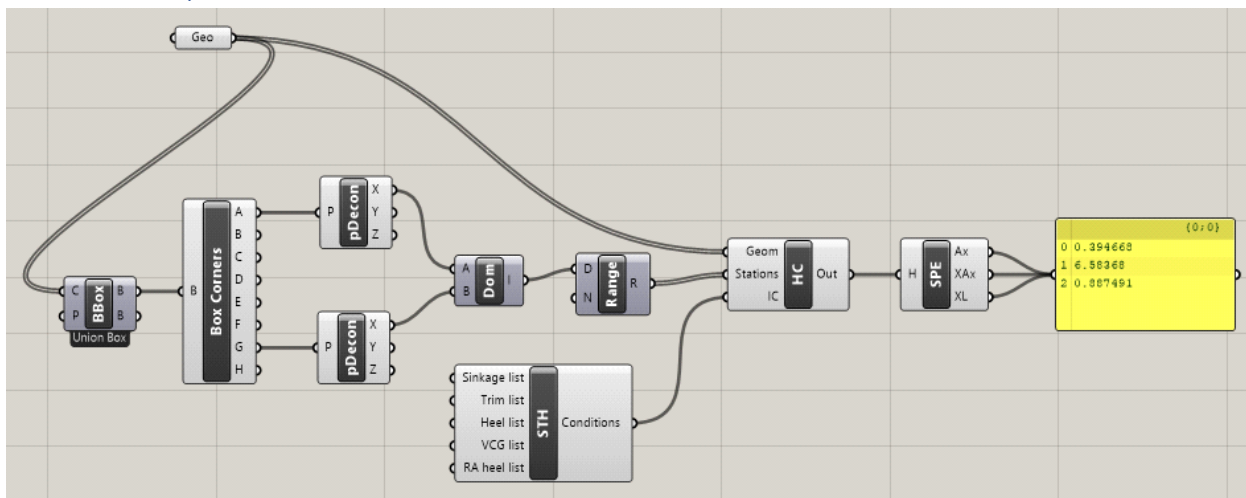 Geo
C
P
BBox
B
B
Union Box
B
Box Corners
A
B
C
D
E
F
G
H
P
pDecon
X
Y
Z
P
pDecon
X
Y
Z
A
B
Dom
I
D
N
Range
R
Sinkage list
Trim list
Heel list
VCG list
RA heel list
STH
Conditions
Geom
Stations
IC
HC
Out
H
SPE
Ax
XAx
XL
{0;0}
0 0.394668
1 6.58368
2 0.887491